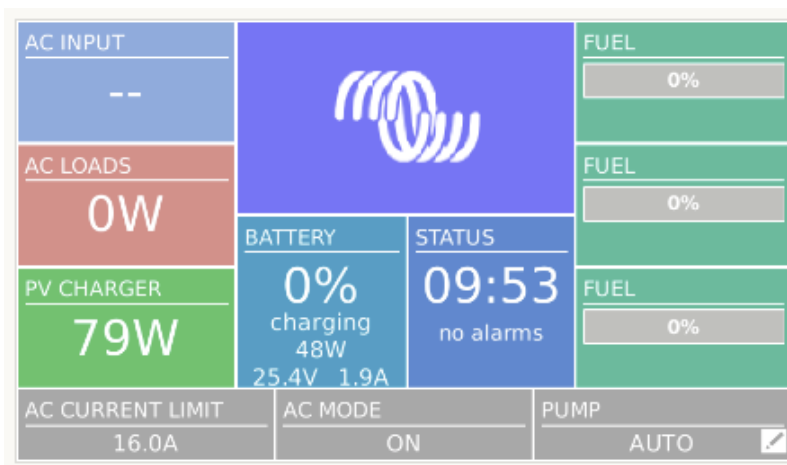 AC INPUT
--
AC LOADS
0W
PV CHARGER
79W
BATTERY
0%
charging
48W
25.4V 1.9A
STATUS
09:53
no alarms
FUEL
0%
FUEL
0%
FUEL
0%
AC CURRENT LIMIT
16.0A
AC MODE
ON
PUMP
AUTO